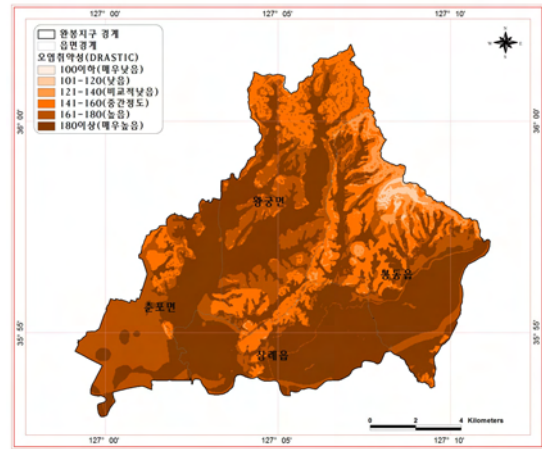 127° 00′ 127° 05′ 127° 10′
완봉지구 경계
읍면경계
오염취약성(DRASTIC)
100이하(매우낮음)
101-120(낮음)
121-140(비교적낮음)
141-160(중간정도)
161-180(높음)
180이상(매우높음)
N
W E
S
36° 00′ 36° 00′
왕궁면
봉동읍
춘포면
35° 55′ 35° 55′
삼례읍
0 2 4 Kilometers
127° 00′ 127° 05′ 127° 10′